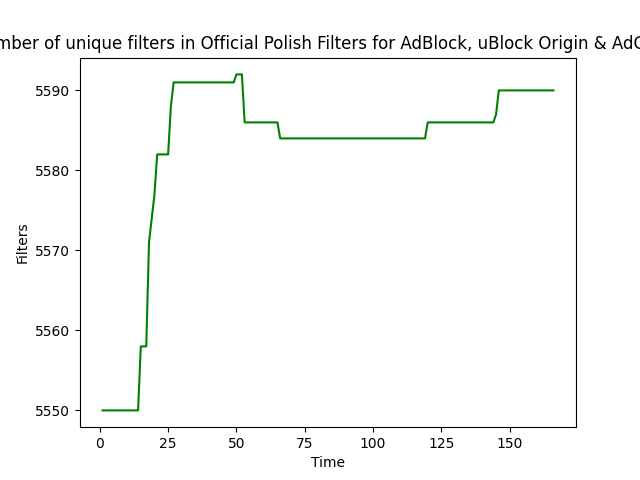 mber of unique filters in Official Polish Filters for AdBlock, uBlock Origin & AdG
5590
5580
5570
5560
5550
Filters
0 25 50 75 100 125 150
Time